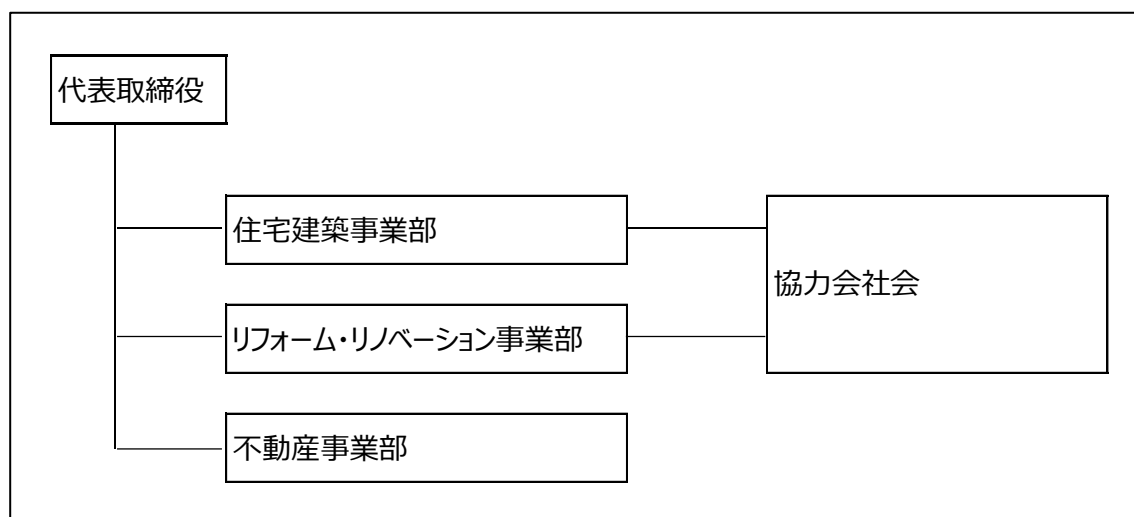 代表取締役
住宅建築事業部
協力会社会
リフォーム・リノベーション事業部
不動産事業部